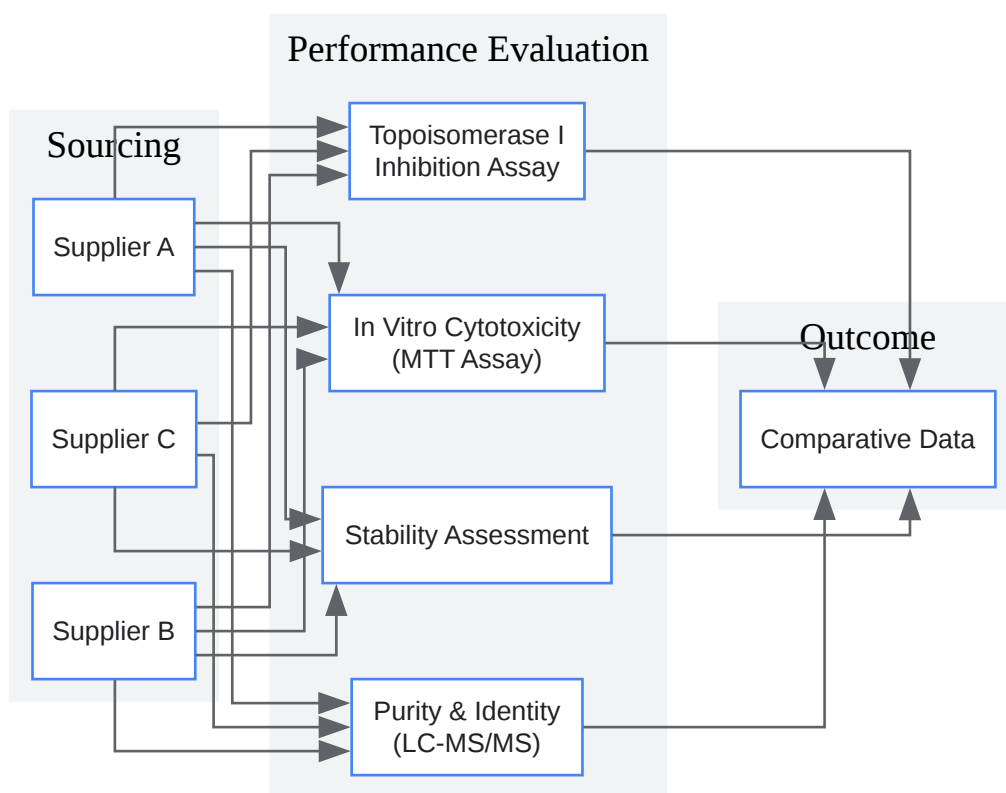 Performance Evaluation
Sourcing
Topoisomerase I
Inhibition Assay
Supplier A
In Vitro Cytotoxicity
(MTT Assay)
Outcome
Supplier C
Comparative Data
Stability Assessment
Supplier B
Purity & Identity
(LC-MS/MS)